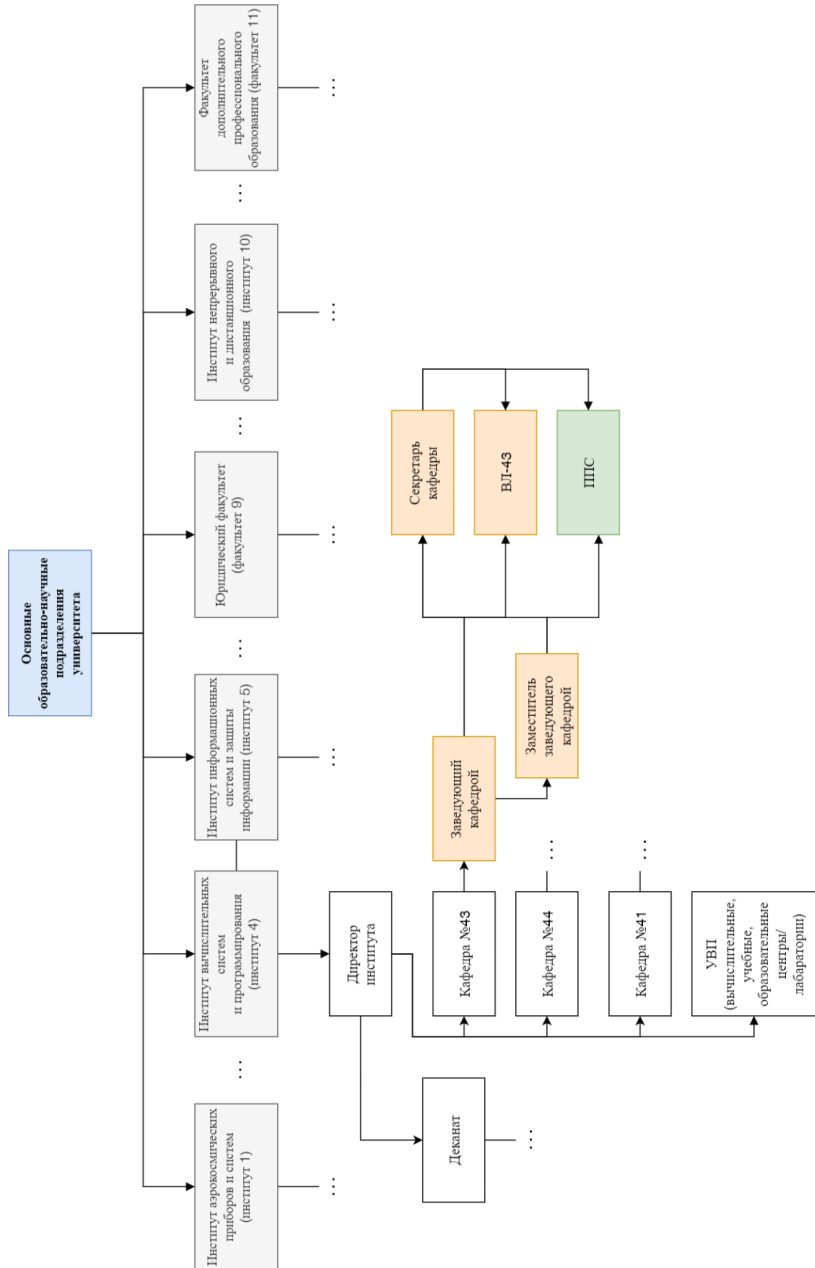 Основные
образовательно-научные
подразделения
университета
Институт аэрокосмических
приборов и систем
(институт 1)
...
Институт вычислительных
систем
и программирования
(институт 4)
Институт информационных
систем и защиты
информации (институт 5)
...
Юридический факультет
(факультет 9)
...
Институт непрерывного
и дистанционного
образования (институт 10)
...
Факультет
дополнительного
профессионального
образования (факультет 11)
...
...
...
...
...
Директор
института
Деканат
...
Кафедра №43
Заведующий
кафедрой
Секретарь
кафедры
Кафедра №44
...
Заместитель
заведующего
кафедрой
ВЛ-43
ППС
Кафедра №41
...
УВП
(вычислительные,
учебные,
образовательные
центры/
лабаратории)